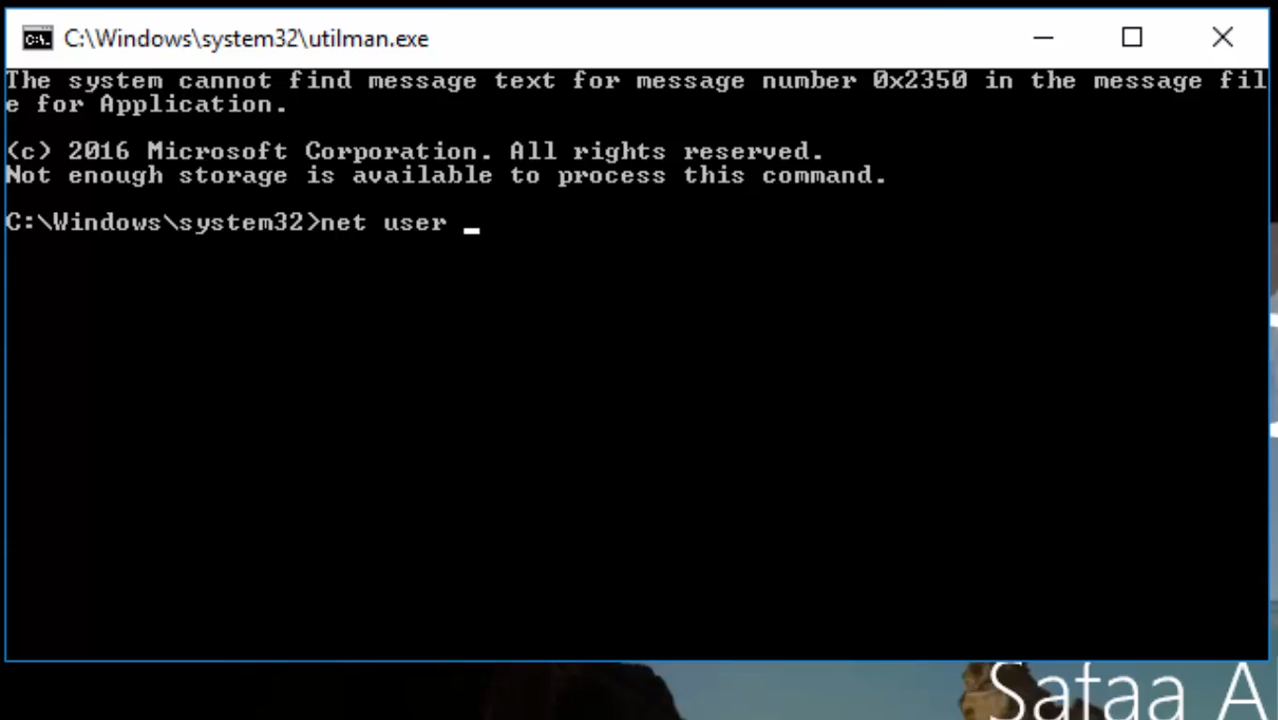 C:\Windows\system32\utilman.exe
The system cannot find message text for message number 0x2350 in the message fil
e for Application.
(c) 2016 Microsoft Corporation. All rights reserved.
Not enough storage is available to process this command.
C:\Windows\system32>net user _
Safaa A